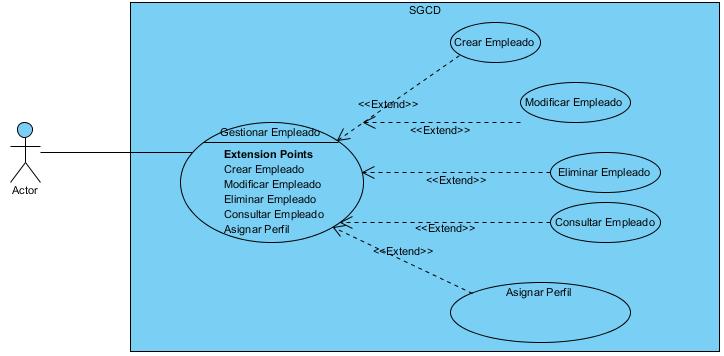 SGCD
Crear Empleado
<<Extend>>
Modificar Empleado
<<Extend>>
Gestionar Empleado
Extension Points
Crear Empleado
Modificar Empleado
Eliminar Empleado
Consultar Empleado
Asignar Perfil
Actor
Eliminar Empleado
<<Extend>>
Consultar Empleado
<<Extend>>
<<Extend>>
Asignar Perfil